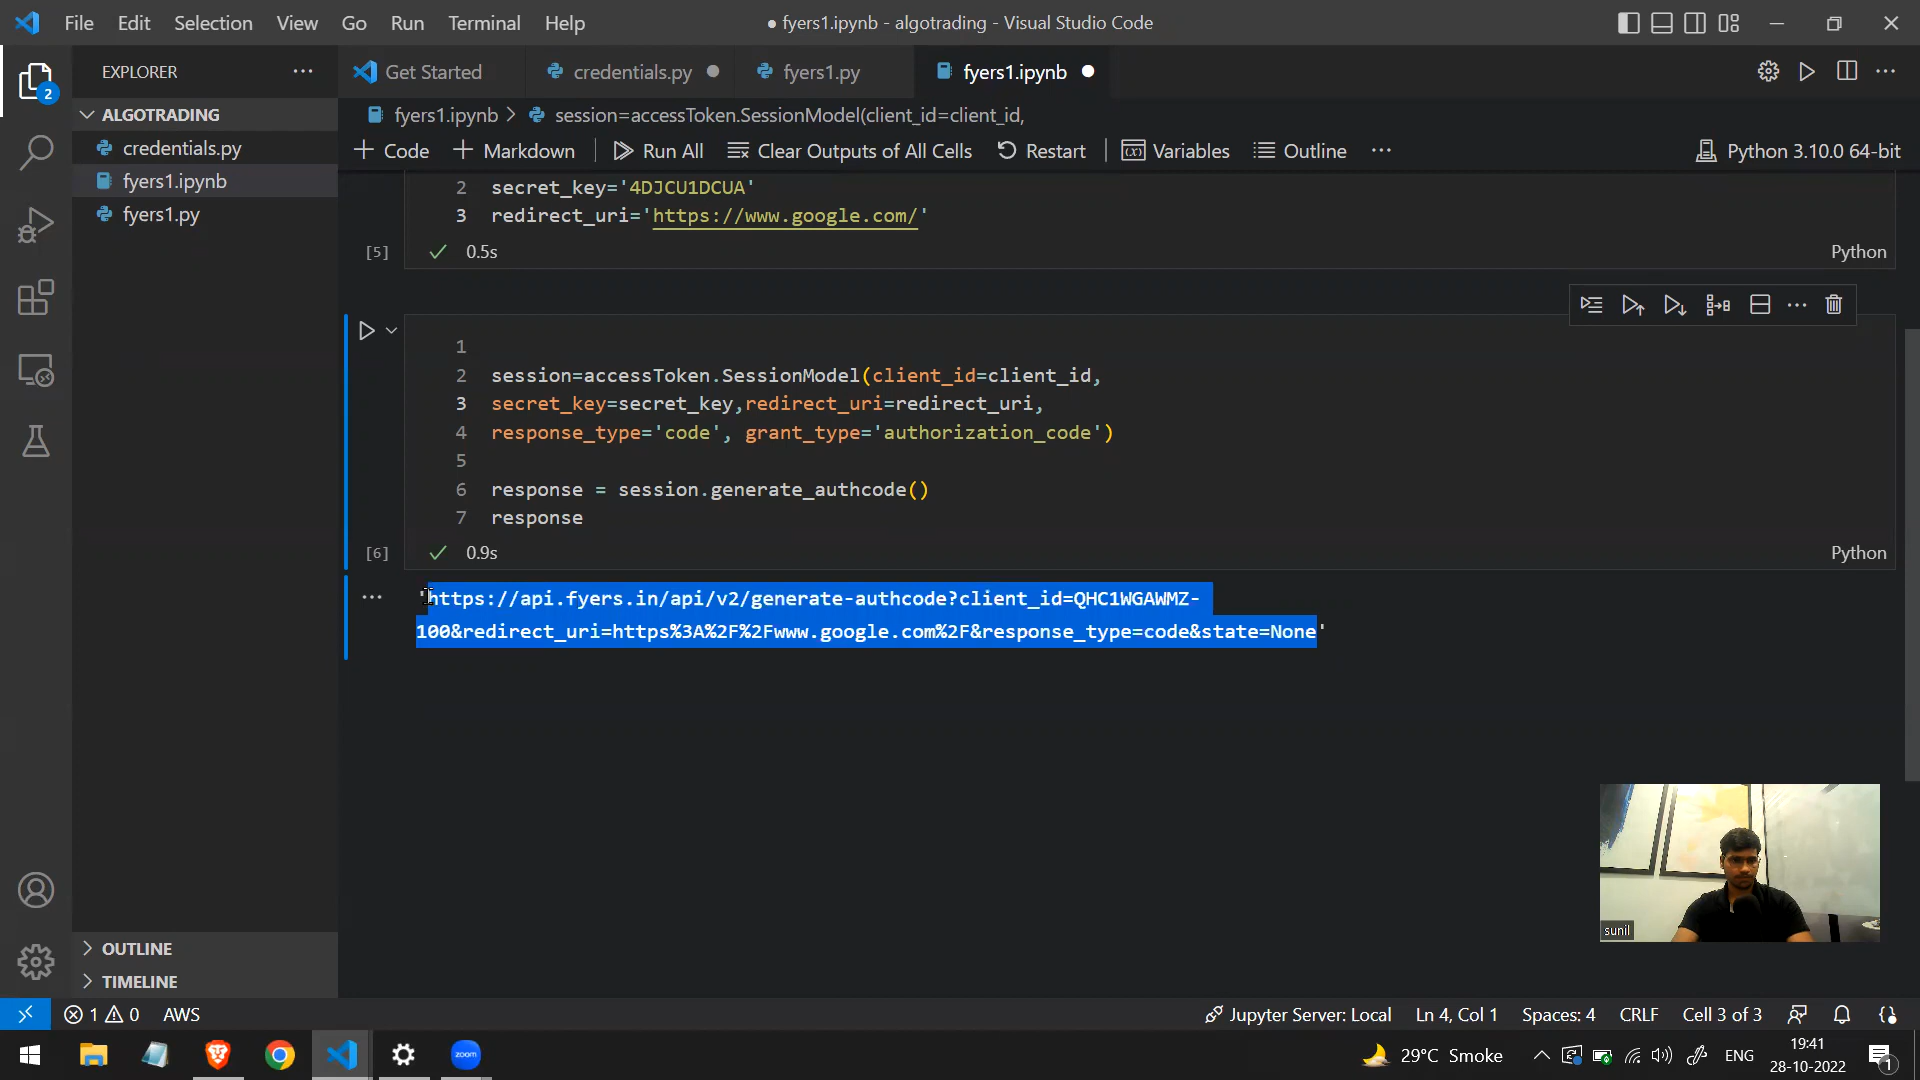 File Edit Selection View Go Run Terminal Help
● fyers1.ipynb - algotrading - Visual Studio Code
EXPLORER
Get Started
credentials.py
fyers1.py
fyers1.ipynb
2
ALGOTRADING
credentials.py
fyers1.ipynb
fyers1.py
fyers1.ipynb > session=accessToken.SessionModel(client_id=client_id,
+ Code + Markdown Run All Clear Outputs of All Cells Restart Variables Outline ...
Python 3.10.0 64-bit
2 secret_key='4DJCU1DCUA'
3 redirect_uri='https://www.google.com/'
[5] 0.5s Python
1
2 session=accessToken.SessionModel(client_id=client_id,
3 secret_key=secret_key,redirect_uri=redirect_uri,
4 response_type='code', grant_type='authorization_code')
5
6 response = session.generate_authcode()
7 response
[6] 0.9s Python
'https://api.fyers.in/api/v2/generate-authcode?client_id=QHC1WGAWMZ-
100&redirect_uri=https%3A%2F%2Fwww.google.com%2F&response_type=code&state=None'
sunil
OUTLINE
TIMELINE
1 0 AWS
Jupyter Server: Local Ln 4, Col 1 Spaces: 4 CRLF Cell 3 of 3
zoom
29°C Smoke
ENG
19:41
28-10-2022
1